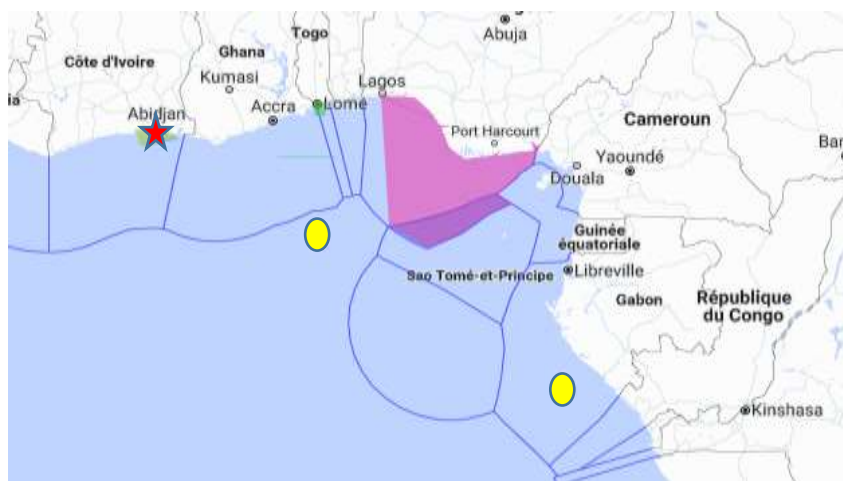 Togo
Abuja
Ghana
Côte d'Ivoire
Kumasi
Lagos
Abidjan
Accra
Lomé
Port Harcourt
Cameroun
Yaoundé
Douala
Guinée
équatoriale
Sao Tomé-et-Principe
Libreville
Gabon
République
du Congo
Kinshasa